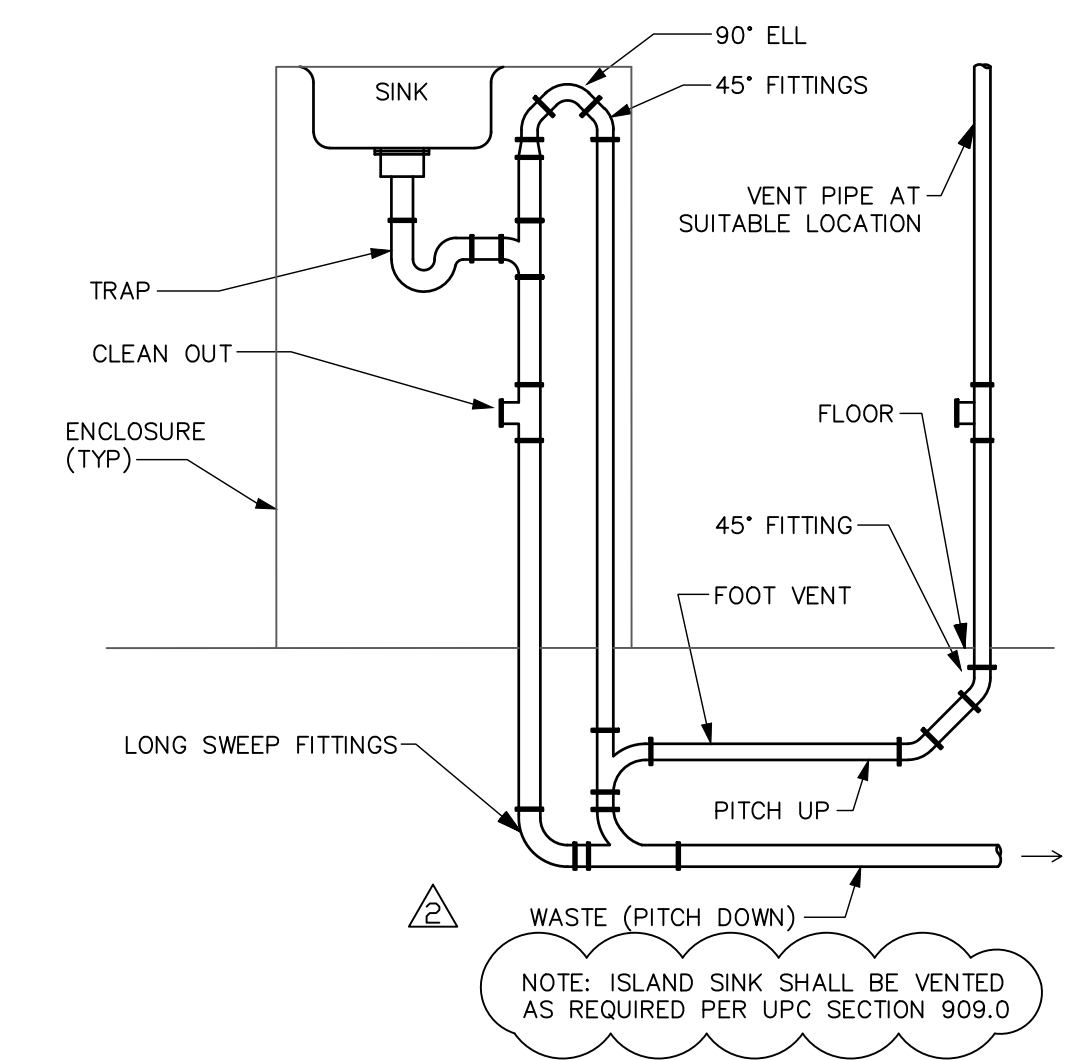 90° ELL
SINK
45° FITTINGS
VENT PIPE AT
SUITABLE LOCATION
TRAP
CLEAN OUT
FLOOR
ENCLOSURE
(TYP)
45° FITTING
FOOT VENT
LONG SWEEP FITTINGS
PITCH UP
2
WASTE (PITCH DOWN)
NOTE: ISLAND SINK SHALL BE VENTED
AS REQUIRED PER UPC SECTION 909.0